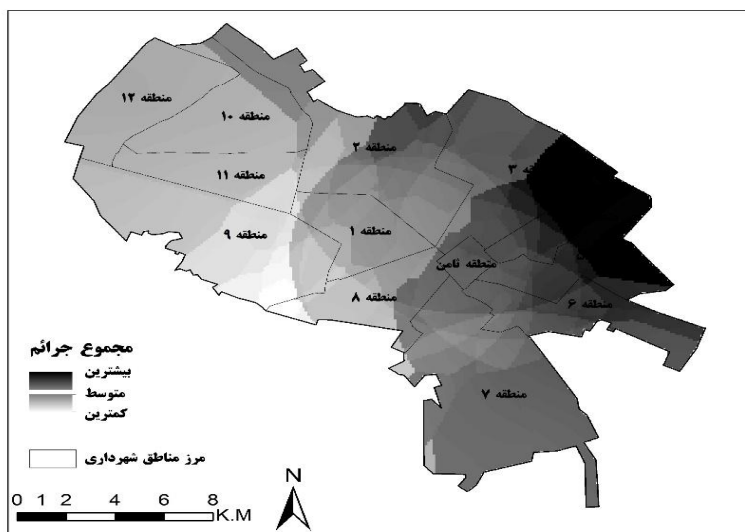 منطقه ۱۲
منطقه ۱۰
منطقه ۲
منطقه ۱۱
منطقه ۹
منطقه ۱
منطقه ثامن
منطقه ۸
منطقه ۶
منطقه ۷
مجموع جرائم
بیشترین
متوسط
کمترین
مرز مناطق شهرداری
N
0 1 2 4 6 8
K.M